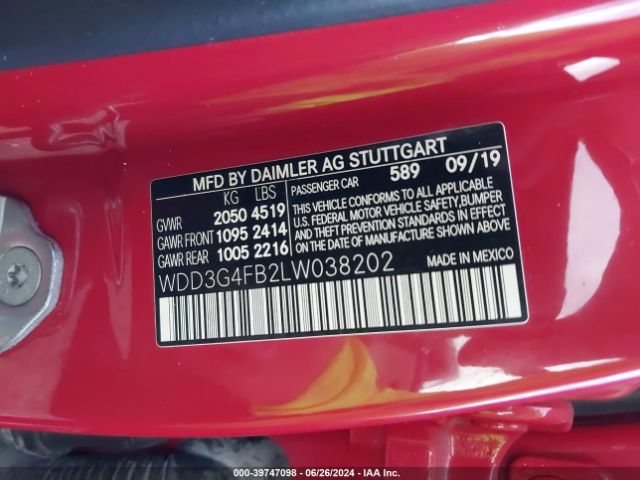 MFD BY DAIMLER AG STUTTGART
KG LBS PASSENGER CAR 589 09/19
GVWR 2050 4519
GAWR FRONT 1095 2414
GAWR REAR 1005 2216
THIS VEHICLE CONFORMS TO ALL APPLICABLE
U.S. FEDERAL MOTOR VEHICLE SAFETY,BUMPER
AND THEFT PREVENTION STANDARDS IN EFFECT
ON THE DATE OF MANUFACTURE SHOWN ABOVE.
WDD3G4FB2LW038202 MADE IN MEXICO
000-39747098 - 06/26/2024 - IAA Inc.